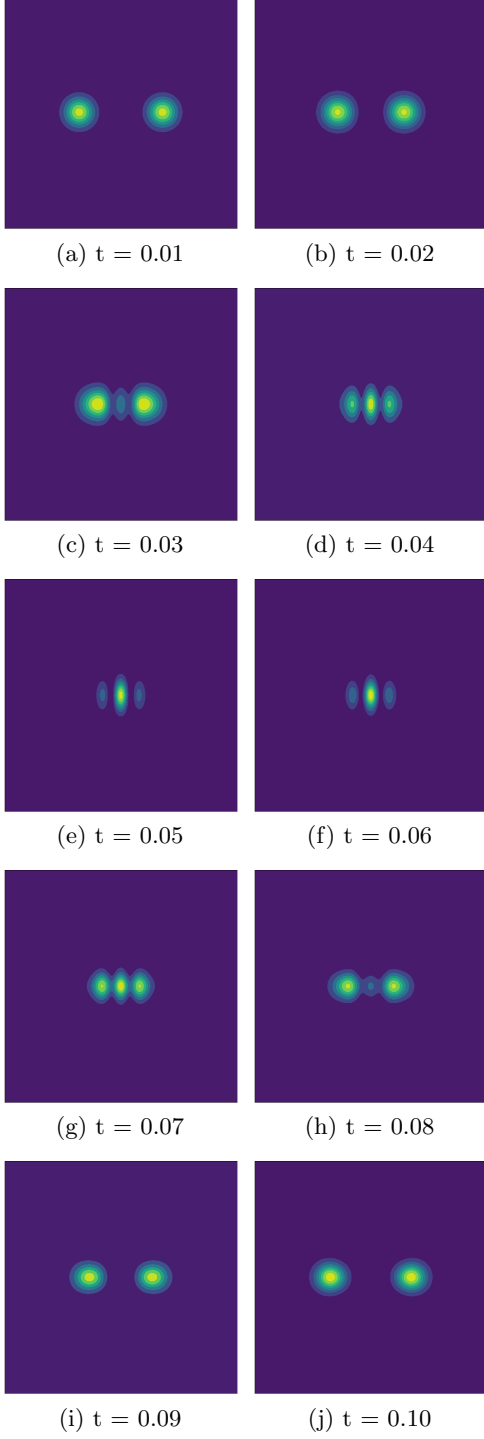 (a) t = 0.01
(b) t = 0.02
(c) t = 0.03
(d) t = 0.04
(e) t = 0.05
(f) t = 0.06
(g) t = 0.07
(h) t = 0.08
(i) t = 0.09
(j) t = 0.10